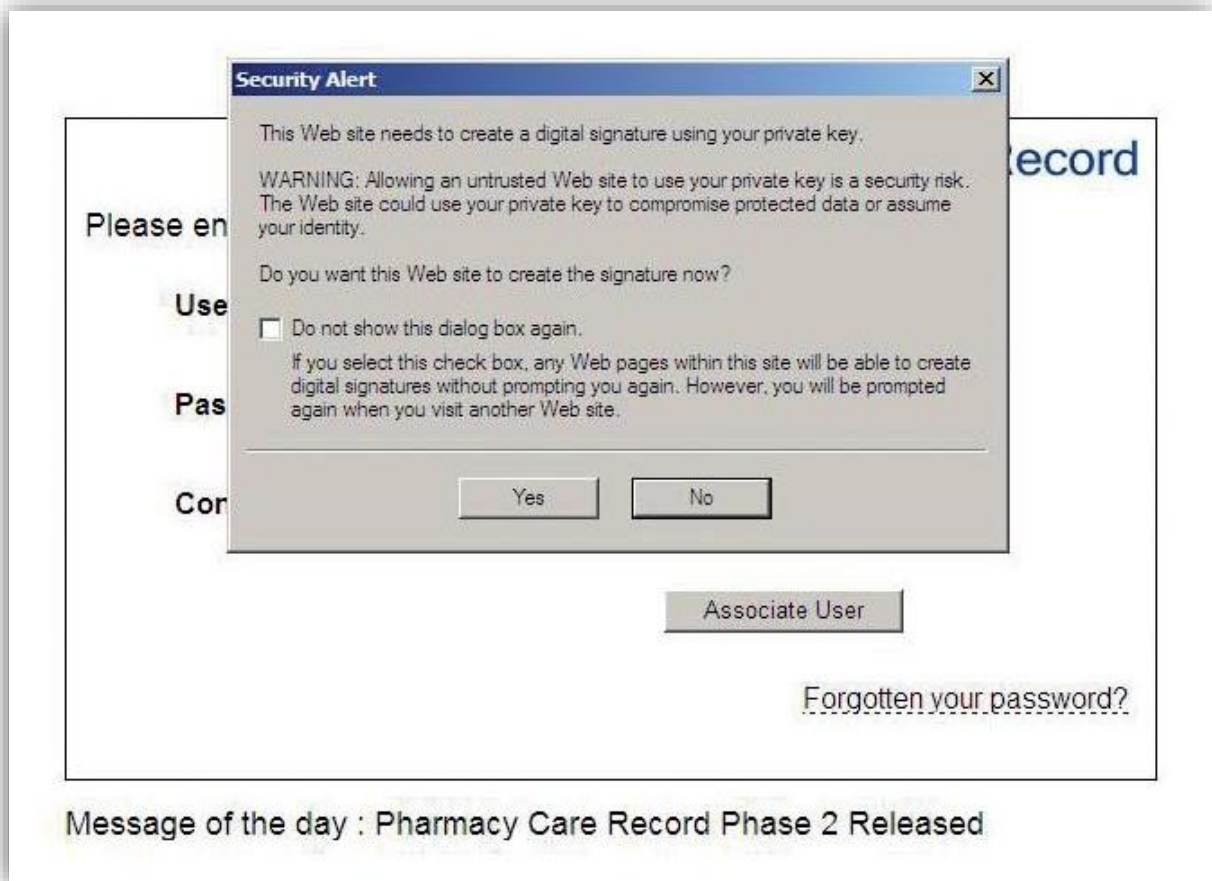 Security Alert
This Web site needs to create a digital signature using your private key.
WARNING: Allowing an untrusted Web site to use your private key is a security risk.
The Web site could use your private key to compromise protected data or assume
your identity.
Do you want this Web site to create the signature now?
Do not show this dialog box again.
If you select this check box, any Web pages within this site will be able to create
digital signatures without prompting you again. However, you will be prompted
again when you visit another Web site.
Yes No
ecord
Please en
Use
Pas
Con
Associate User
Forgotten your password?
Message of the day : Pharmacy Care Record Phase 2 Released